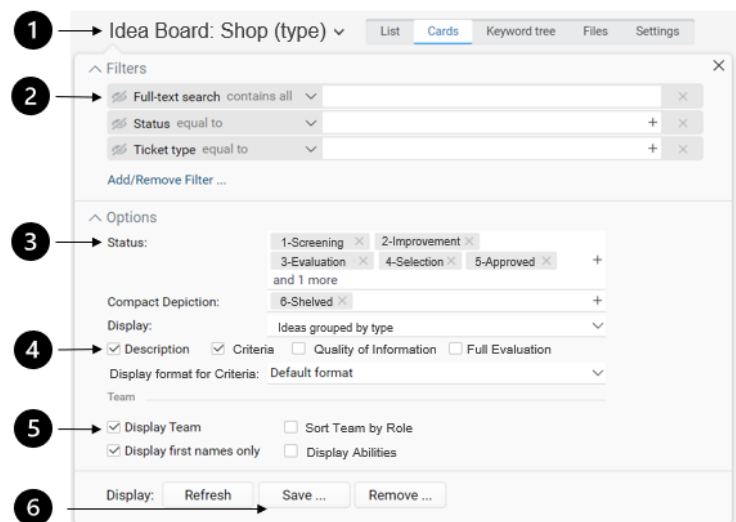 1 Idea Board: Shop (type) List Cards Keyword tree Files Settings
Filters
2 Full-text search contains all
Status equal to
Ticket type equal to
Add/Remove Filter ...
Options
3 Status: 1-Screening 2-Improvement
3-Evaluation 4-Selection 5-Approved
and 1 more
Compact Depiction: 6-Shelved
Display: Ideas grouped by type
4 Description Criteria Quality of Information Full Evaluation
Display format for Criteria: Default format
Team
5 Display Team Sort Team by Role
Display first names only Display Abilities
Display: Refresh Save ... Remove ...
6